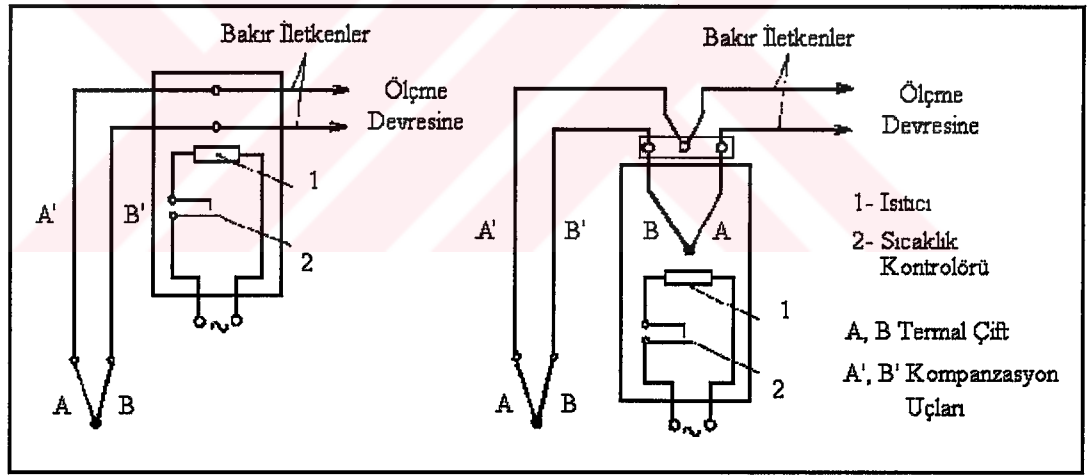 Bakır İletkenler
Ölçme
Devresine
1
A'
B'
2
A
B
Bakır İletkenler
Ölçme
Devresine
A'
B'
B
A
1
2
A
B
1- Isıtıcı
2- Sıcaklık
Kontrolörü
A, B Termal Çift
A', B' Kompanzasyon
Uçları